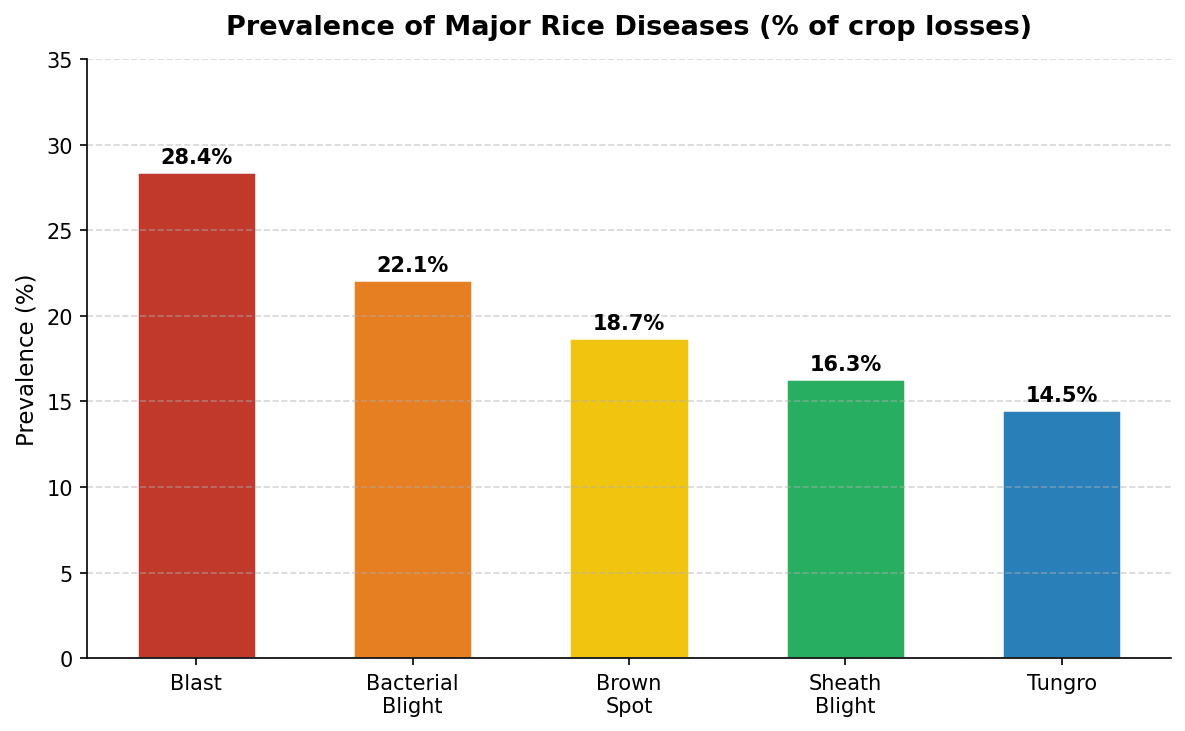 Prevalence of Major Rice Diseases (% of crop losses)
Prevalence (%)
35
30
25
20
15
10
5
0
28.4%
22.1%
18.7%
16.3%
14.5%
Blast
Bacterial
Blight
Brown
Spot
Sheath
Blight
Tungro